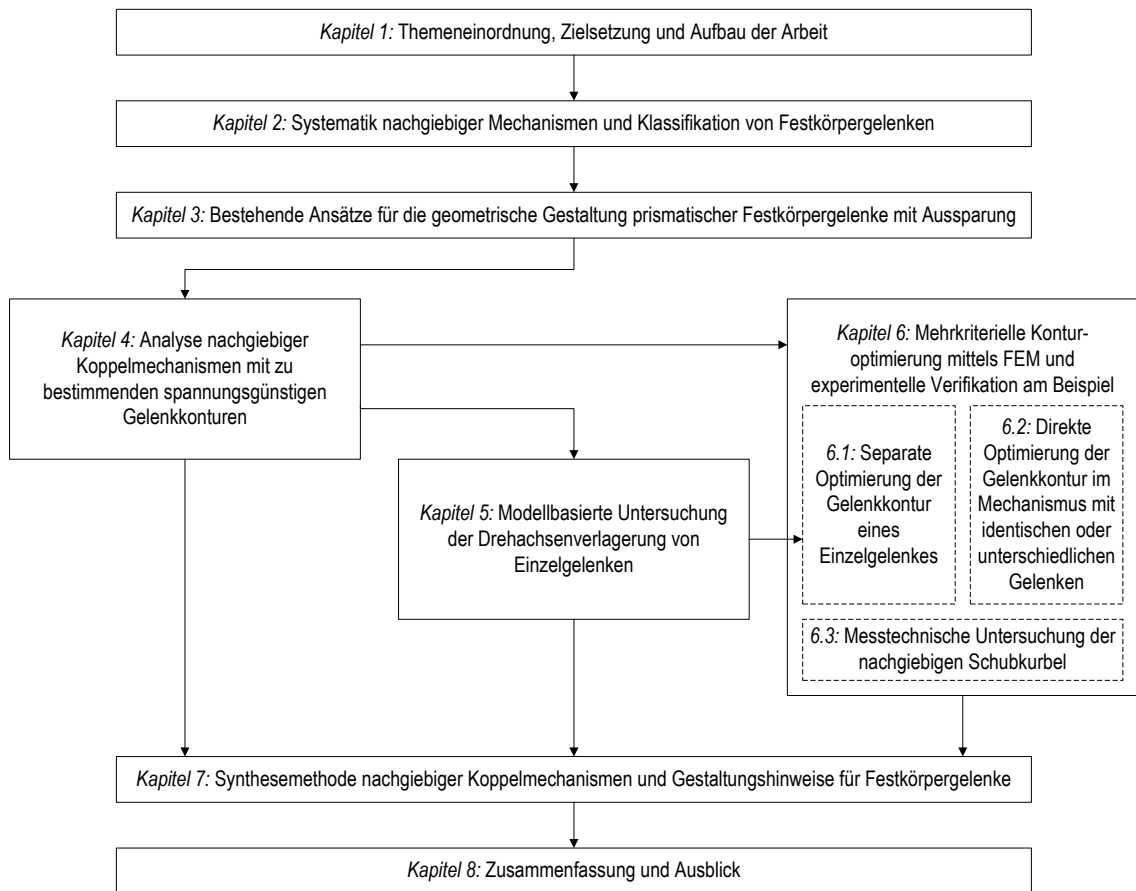 Kapitel 1: Themeneinordnung, Zielsetzung und Aufbau der Arbeit
Kapitel 2: Systematik nachgiebiger Mechanismen und Klassifikation von Festkörpergelenken
Kapitel 3: Bestehende Ansätze für die geometrische Gestaltung prismatischer Festkörpergelenke mit Aussparung
Kapitel 4: Analyse nachgiebiger
Koppelmechanismen mit zu
bestimmenden spannungsgünstigen
Gelenkkonturen
Kapitel 5: Modellbasierte Untersuchung
der Drehachsenverlagerung von
Einzelgelenken
Kapitel 6: Mehrkriterielle Kontur-
optimierung mittels FEM und
experimentelle Verifikation am Beispiel
6.1: Separate
Optimierung der
Gelenkkontur
eines
Einzelgelenkes
6.2: Direkte
Optimierung der
Gelenkkontur im
Mechanismus mit
identischen oder
unterschiedlichen
Gelenken
6.3: Messtechnische Untersuchung der
nachgiebigen Schubkurbel
Kapitel 7: Synthesemethode nachgiebiger Koppelmechanismen und Gestaltungshinweise für Festkörpergelenke
Kapitel 8: Zusammenfassung und Ausblick